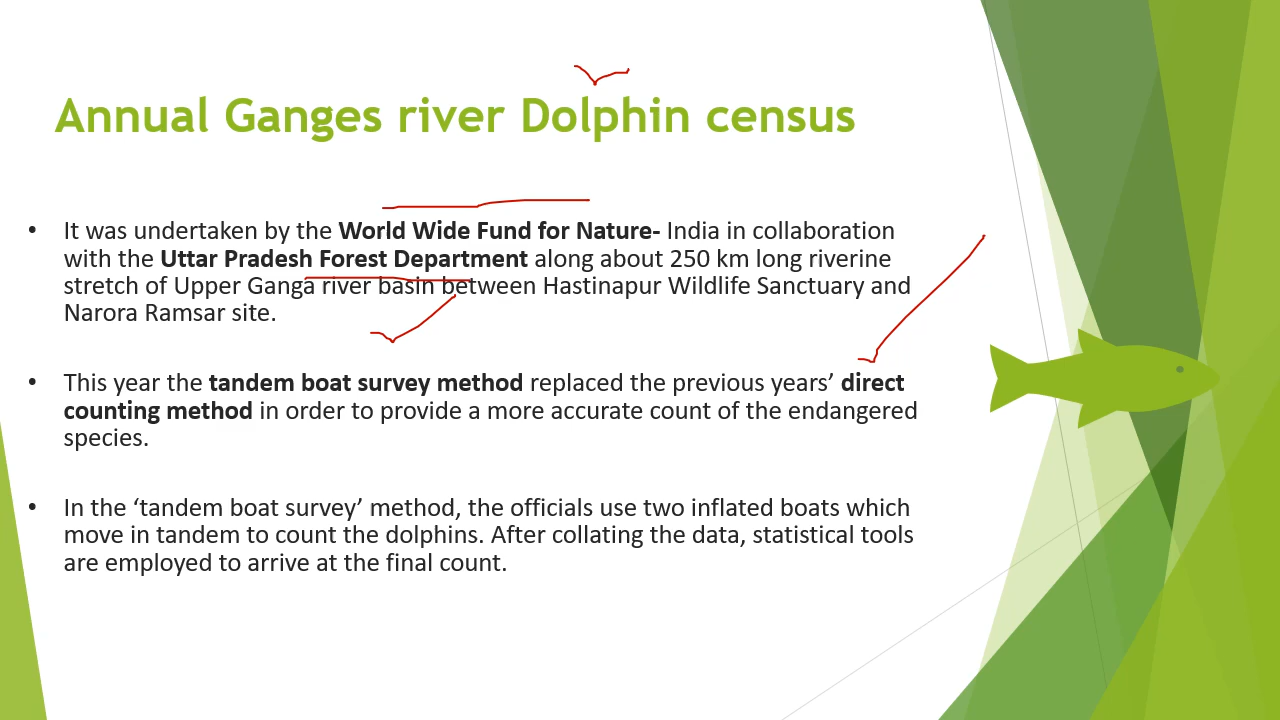 Annual Ganges river Dolphin census
• It was undertaken by the World Wide Fund for Nature- India in collaboration
with the Uttar Pradesh Forest Department along about 250 km long riverine
stretch of Upper Ganga river basin between Hastinapur Wildlife Sanctuary and
Narora Ramsar site.
• This year the tandem boat survey method replaced the previous years’ direct
counting method in order to provide a more accurate count of the endangered
species.
• In the ‘tandem boat survey’ method, the officials use two inflated boats which
move in tandem to count the dolphins. After collating the data, statistical tools
are employed to arrive at the final count.